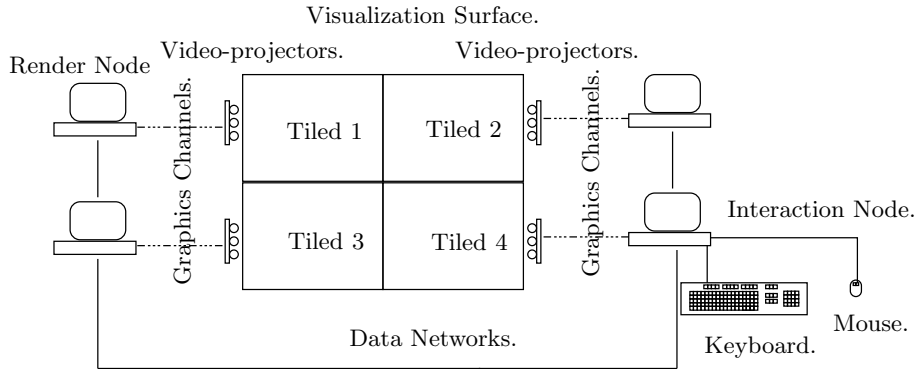 Visualization Surface.
Video-projectors.
Video-projectors.
Render Node
Graphics Channels.
Graphics Channels.
Tiled 1
Tiled 2
Interaction Node.
Tiled 3
Tiled 4
Mouse.
Data Networks.
Keyboard.